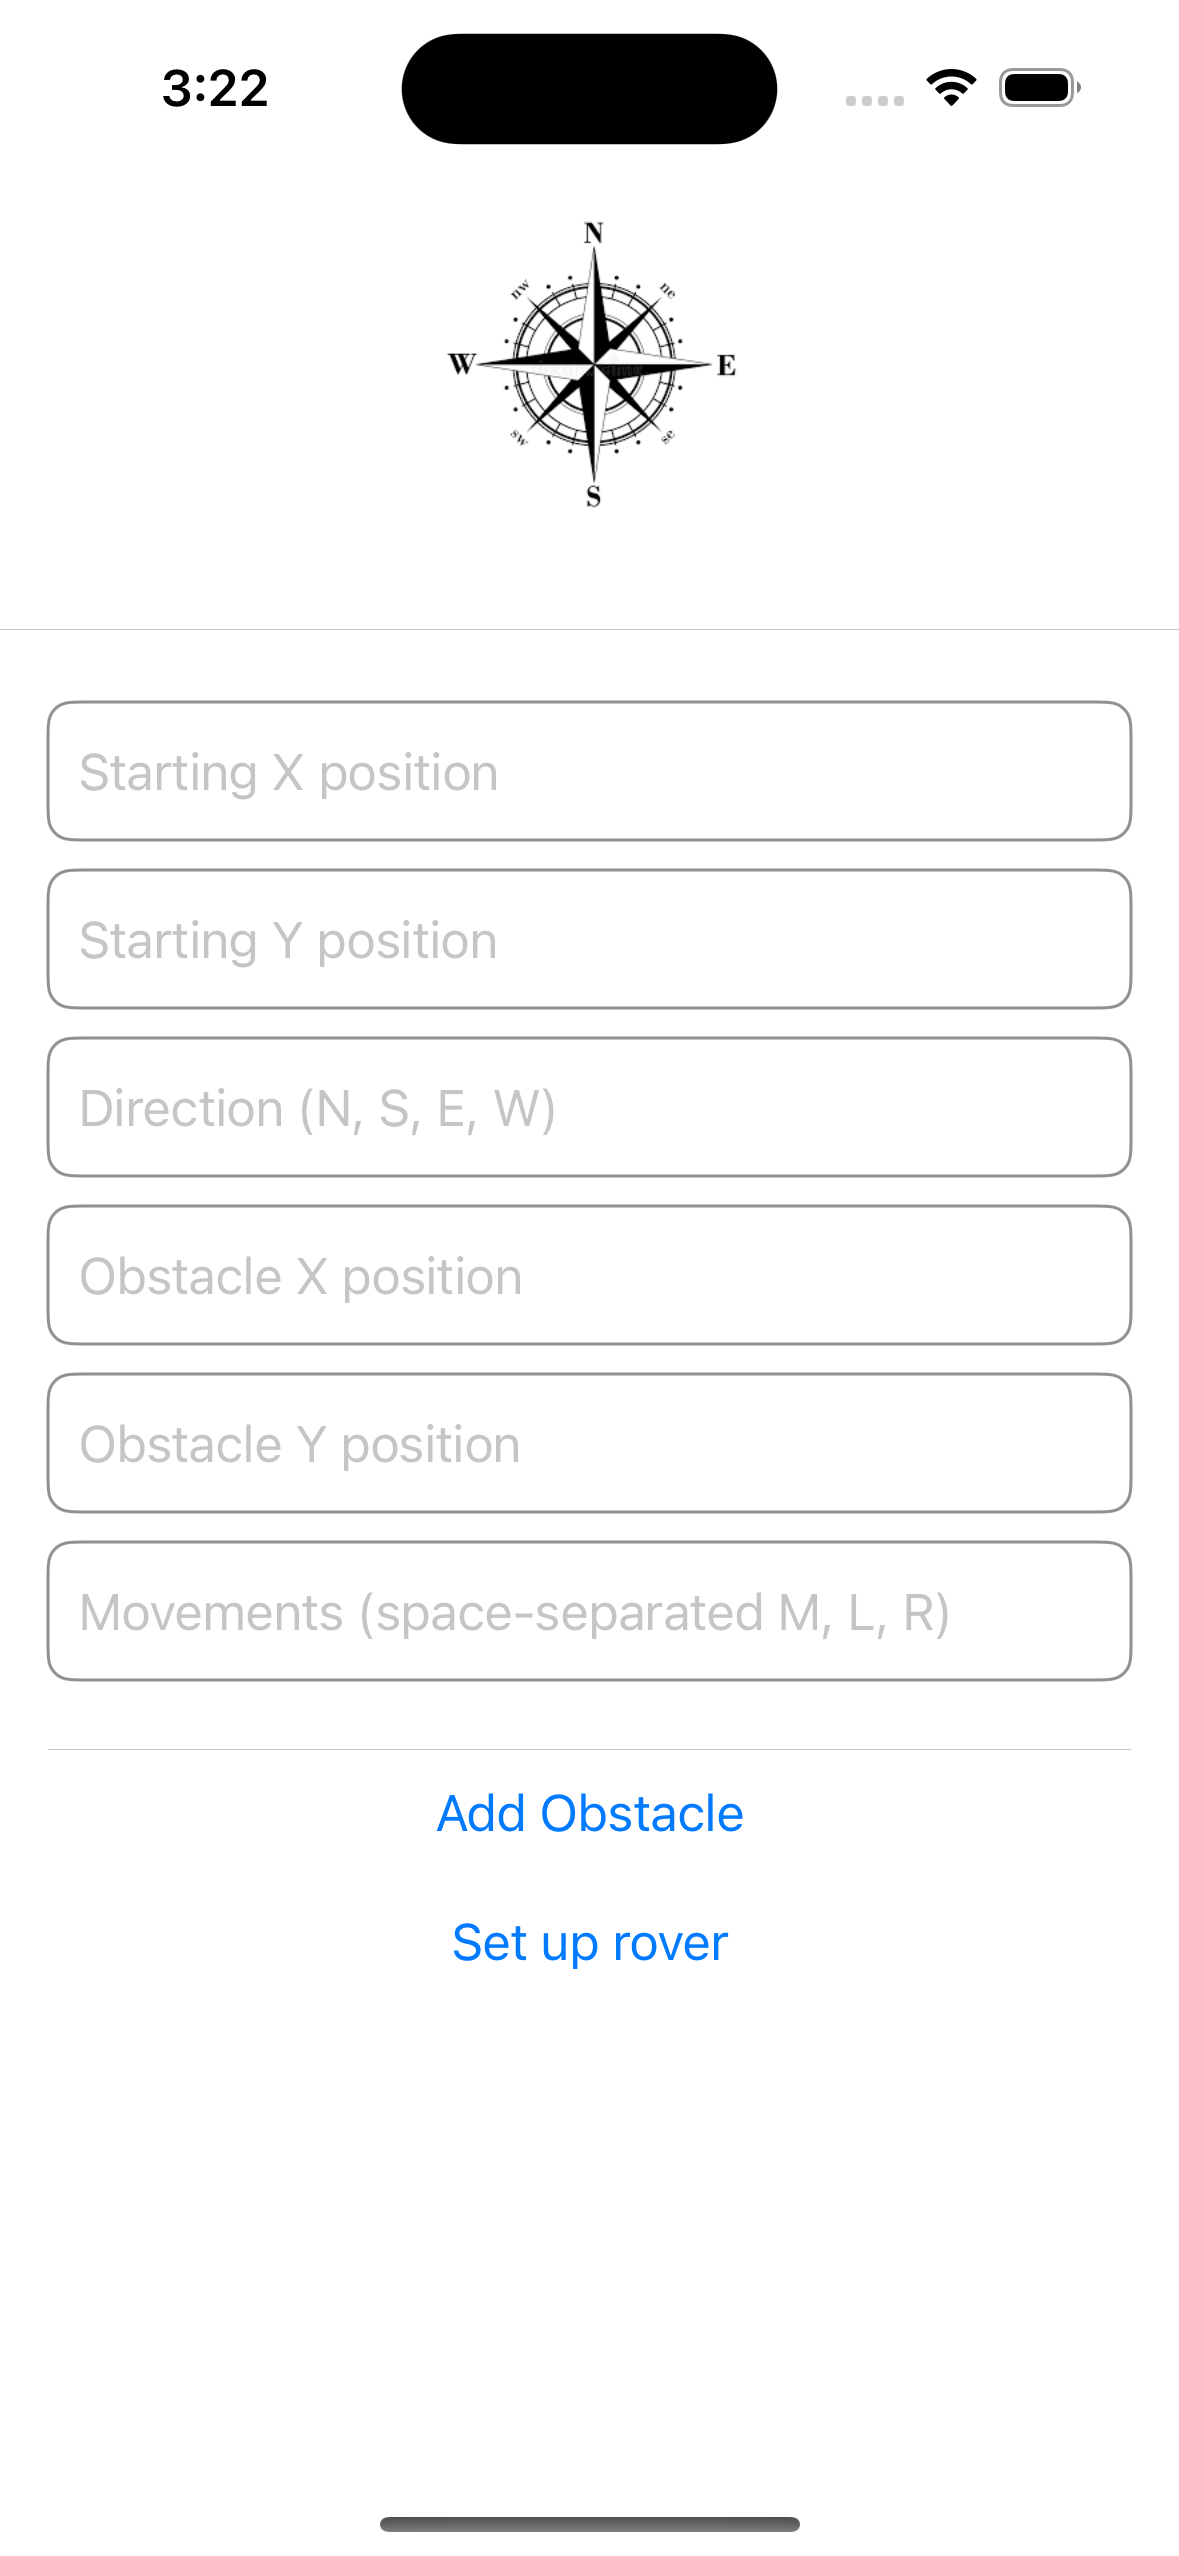 3:22
N
nw
ne
W
E
sw
se
S
Starting X position
Starting Y position
Direction (N, S, E, W)
Obstacle X position
Obstacle Y position
Movements (space-separated M, L, R)
Add Obstacle
Set up rover